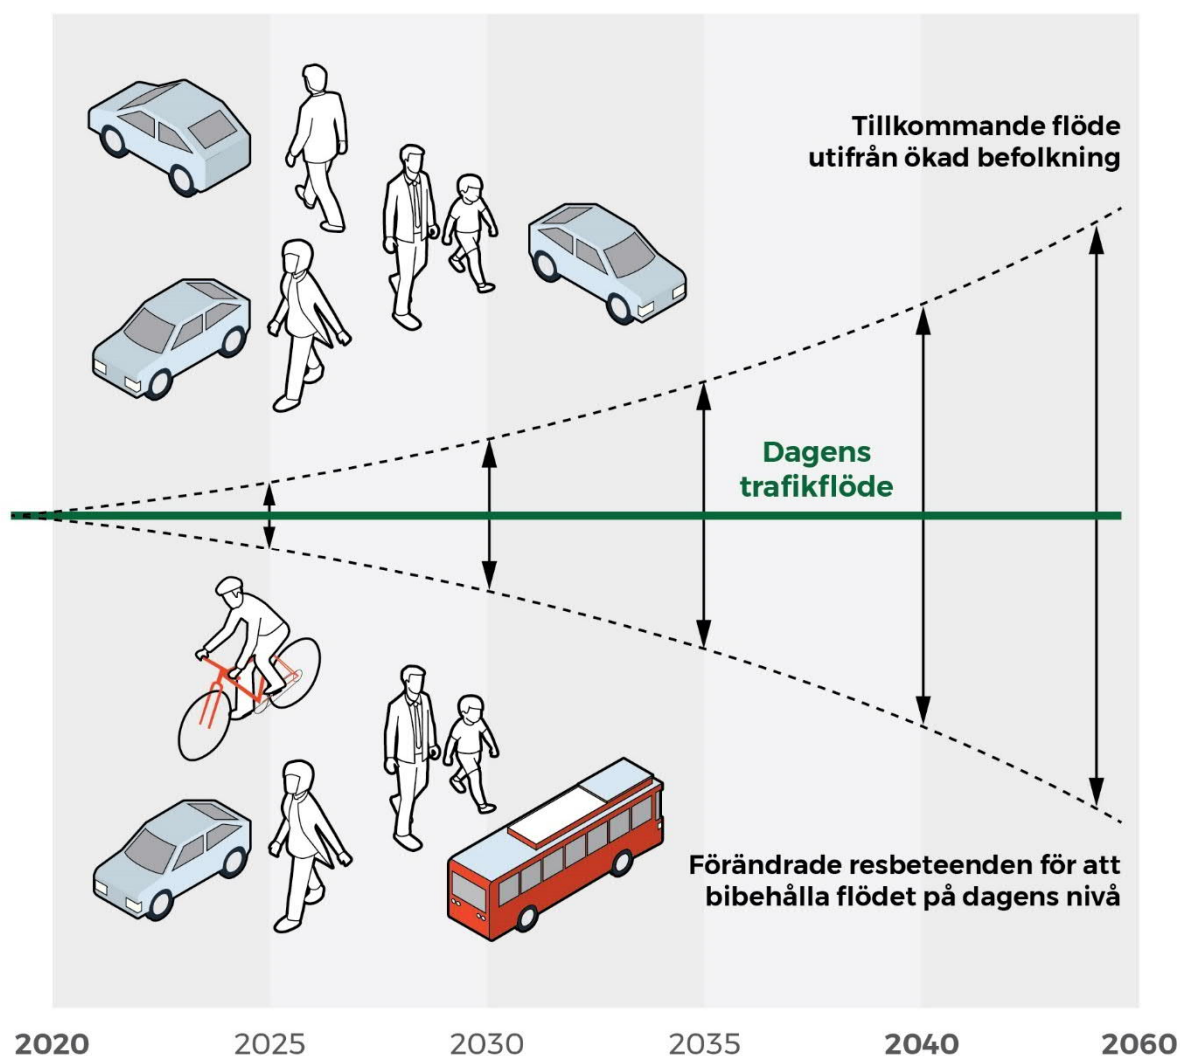 Tillkommande flöde
utifrån ökad befolkning
Dagens
trafikflöde
Förändrade resbeteenden för att
bibehålla flödet på dagens nivå
2020 2025 2030 2035 2040 2060